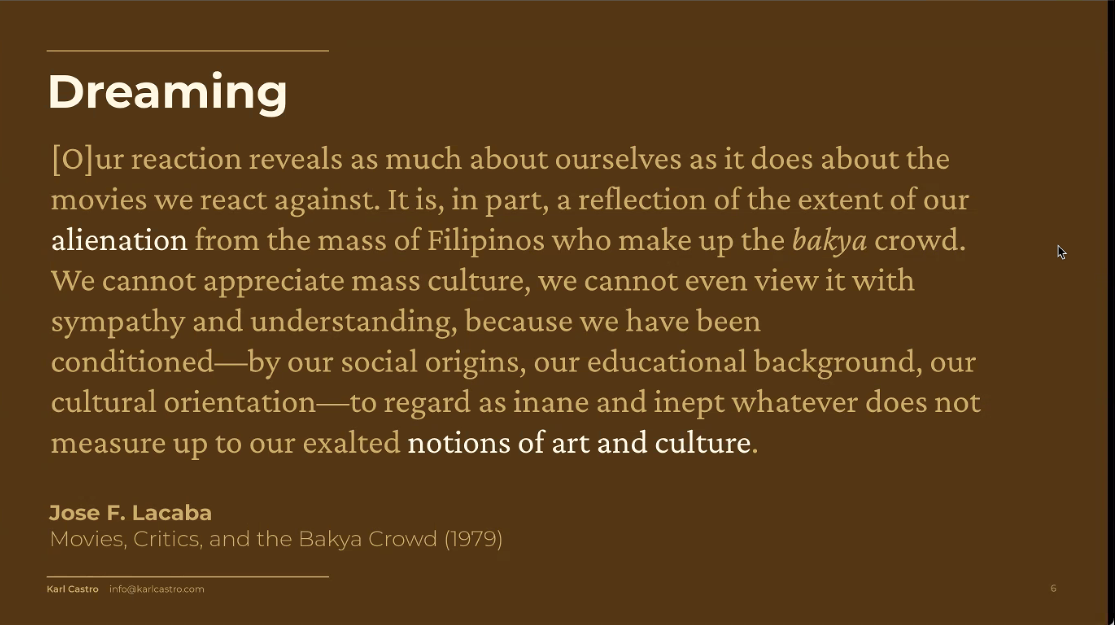 Dreaming
[O]ur reaction reveals as much about ourselves as it does about the
movies we react against. It is, in part, a reflection of the extent of our
alienation from the mass of Filipinos who make up the bakya crowd.
We cannot appreciate mass culture, we cannot even view it with
sympathy and understanding, because we have been
conditioned—by our social origins, our educational background, our
cultural orientation—to regard as inane and inept whatever does not
measure up to our exalted notions of art and culture.
Jose F. Lacaba
Movies, Critics, and the Bakya Crowd (1979)
Karl Castro info@karlcastro.com
6